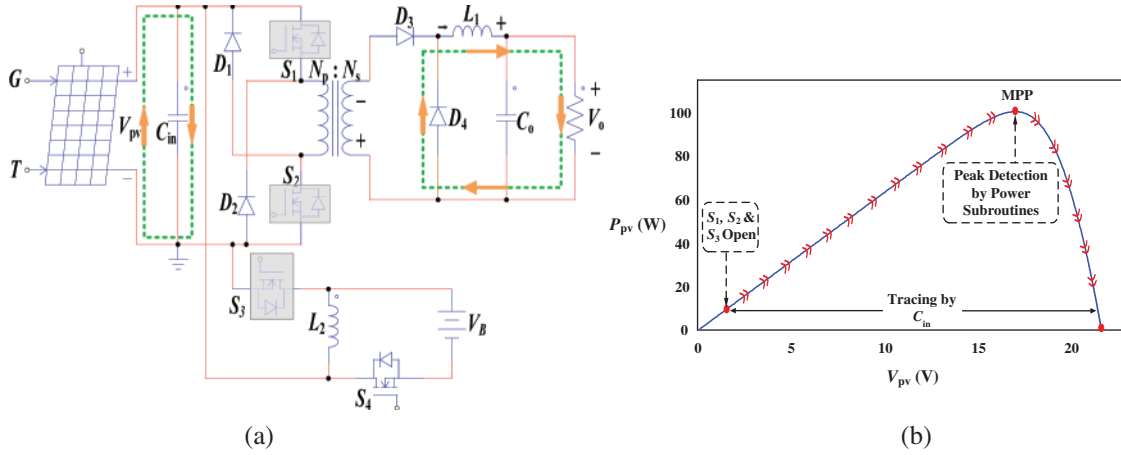 G
T
+
V_pv
−
C_in
D_1
D_2
S_1
N_p : N_s
−
+
S_2
D_3
−
L_1
+
D_4
C_o
+
V_o
−
S_3
L_2
V_B
S_4
(a)
P_pv (W)
100
80
60
40
20
0
MPP
Peak Detection
by Power
Subroutines
S_1, S_2 &
S_3 Open
Tracing by
C_in
0
5
10
15
20
V_pv (V)
(b)